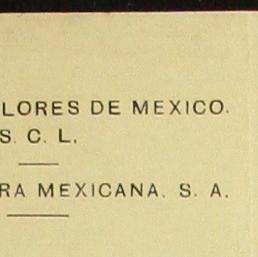 LORES DE MEXICO.
S. C. L.
RA MEXICANA. S. A.